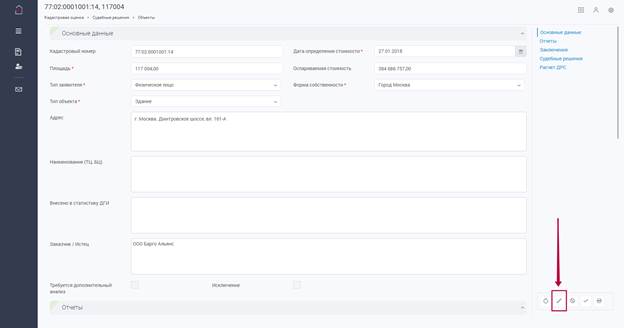 77:02:0001001:14, 117004
Кадастровая оценка › Судебные решения › Объекты
Основные данные
Кадастровый номер 77:02:0001001:14 Дата определения стоимости * 27.01.2018
Площадь * 117 004,00 Оспариваемая стоимость 384 686 757,00
Тип заявителя * Физическое лицо Форма собственности * Город Москва
Тип объекта * Здание
Адрес г. Москва, Дмитровское шоссе, вл. 161-А
Наименование (ТЦ, БЦ)
Внесено в статистику ДГИ
Заказчик / Истец ООО Барго Альянс
Требуется дополнительный анализ Исключение
Отчеты
Основные данные
Отчеты
Заключения
Судебные решения
Расчет ДРС